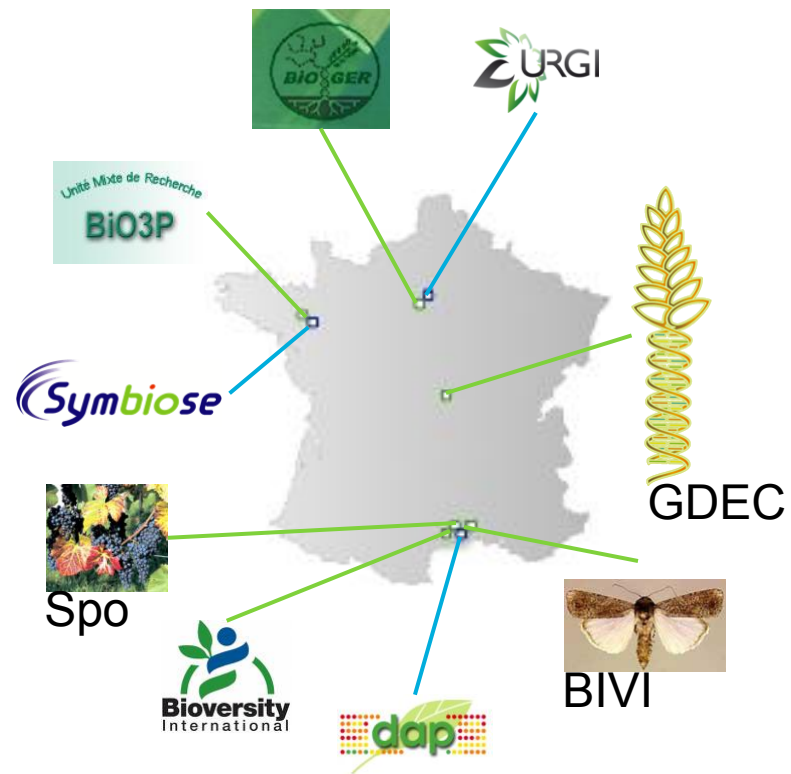 BIOGER
URGI
Unité Mixte de Recherche
BiO3P
Symbiose
GDEC
Spo
BIVI
Bioversity
International
dap